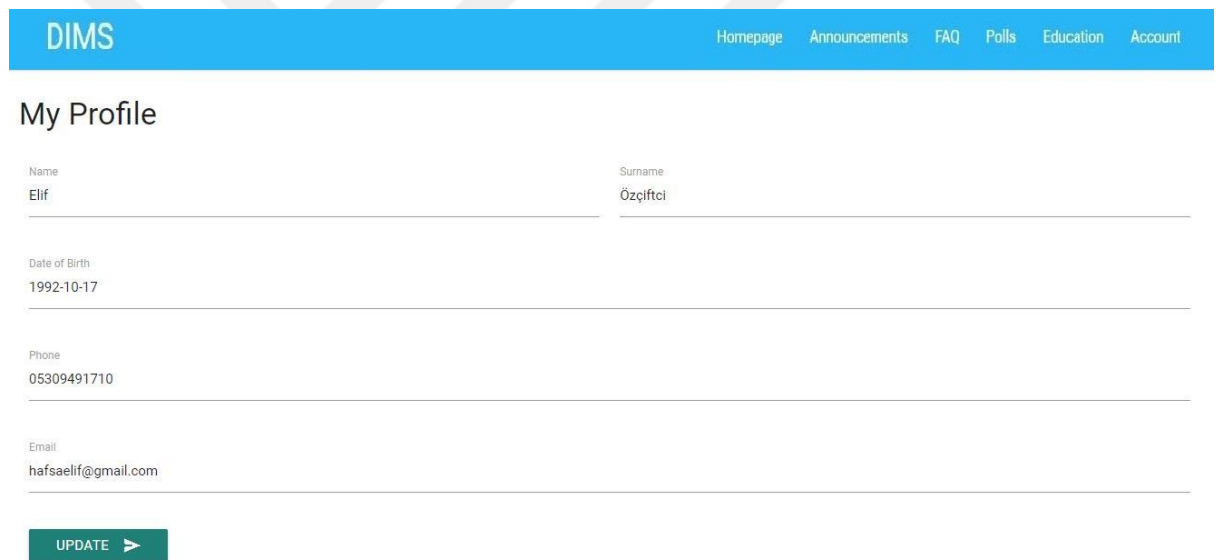 DIMS
Homepage Announcements FAQ Polls Education Account
My Profile
Name Surname
Elif Özçiftci
Date of Birth
1992-10-17
Phone
05309491710
Email
hafsaelif@gmail.com
UPDATE